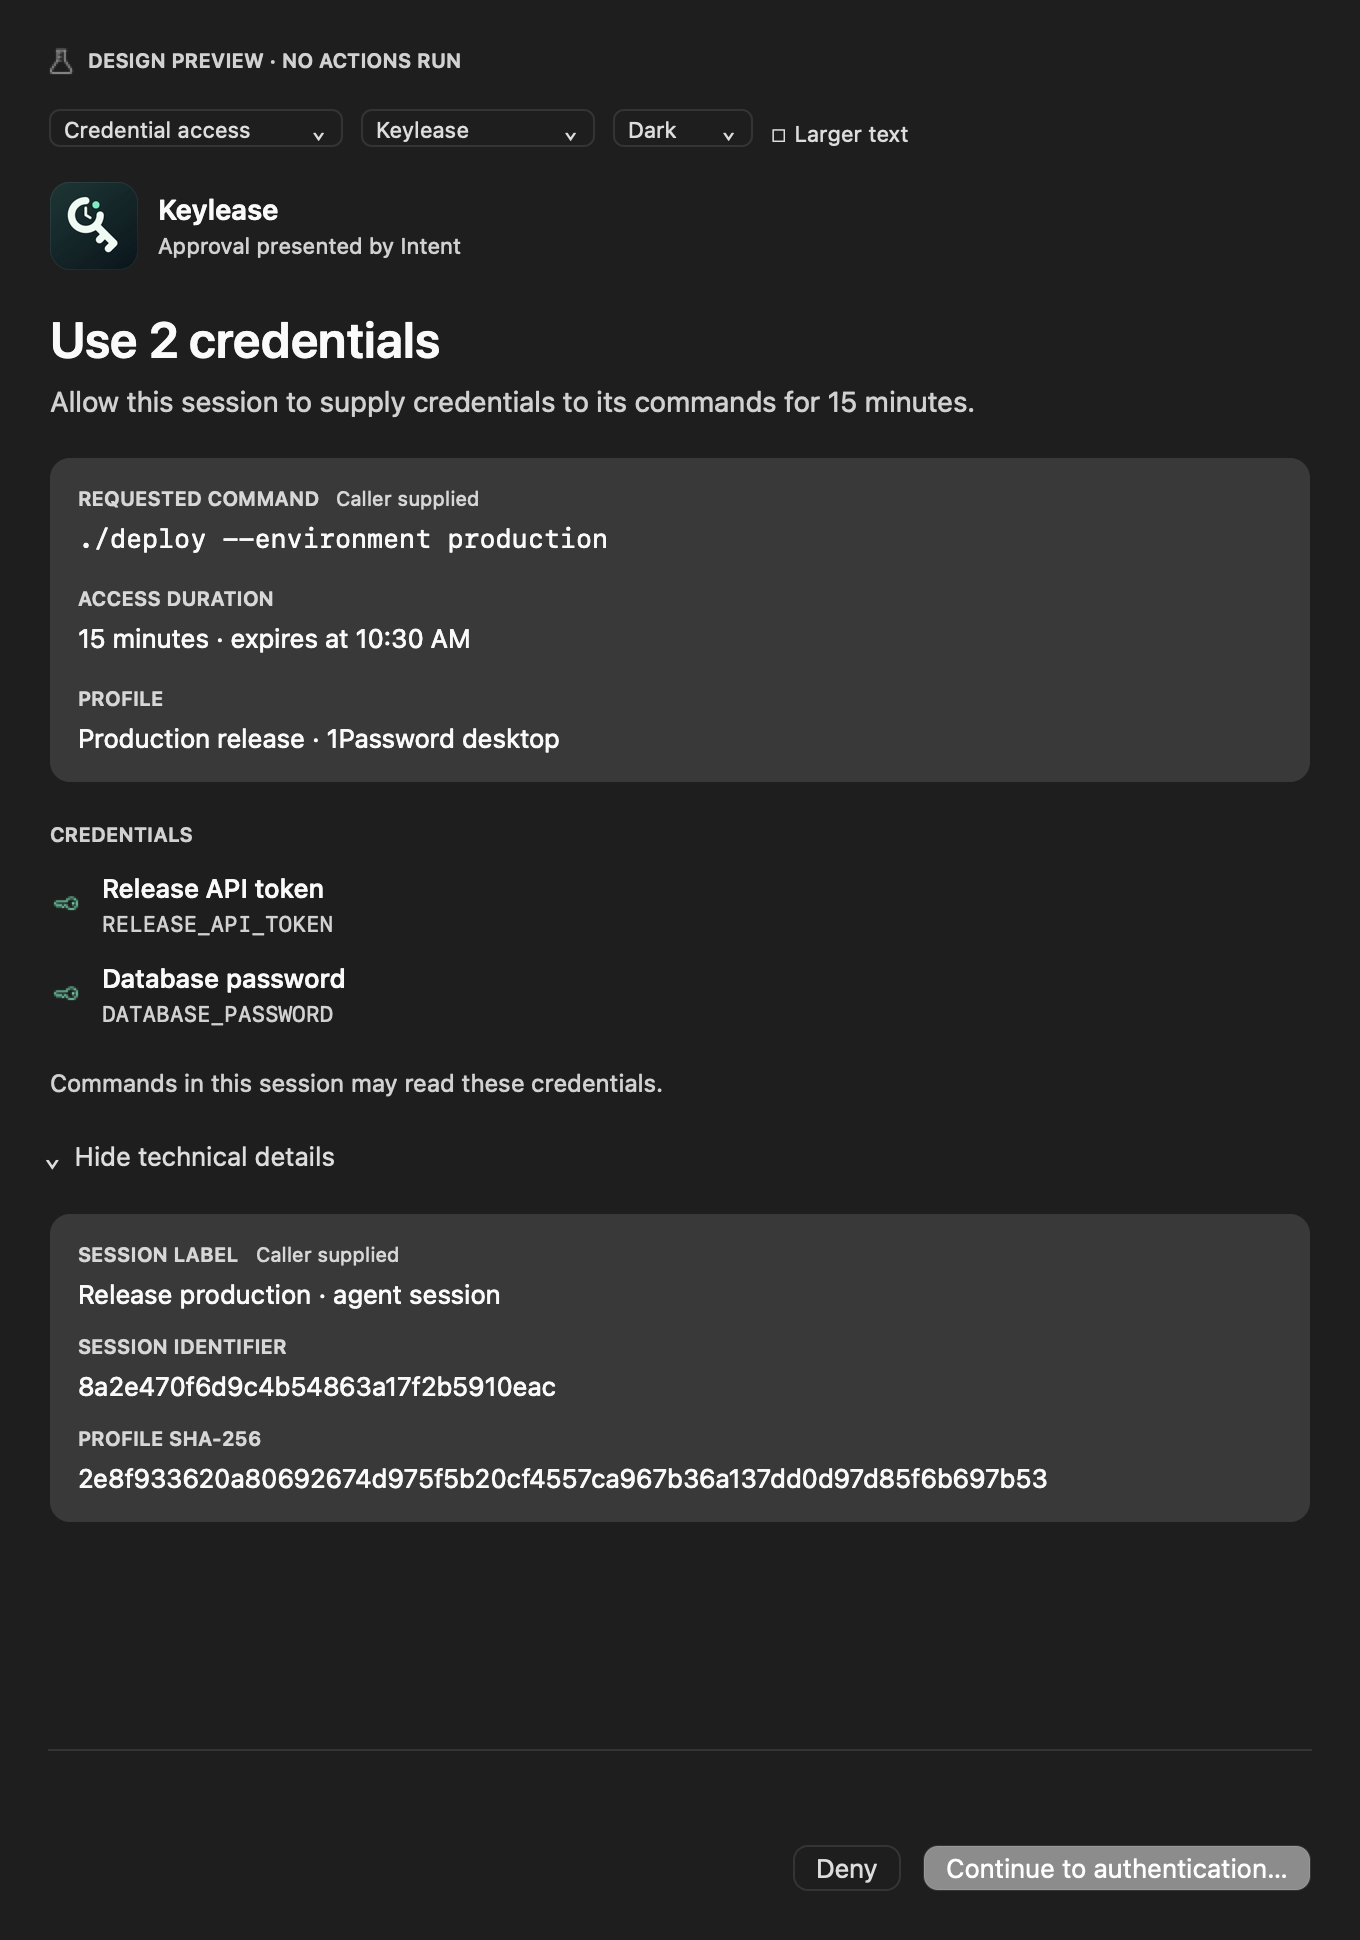 DESIGN PREVIEW · NO ACTIONS RUN
Credential access
Keylease
Dark
Larger text
Keylease
Approval presented by Intent
Use 2 credentials
Allow this session to supply credentials to its commands for 15 minutes.
REQUESTED COMMAND Caller supplied
./deploy --environment production
ACCESS DURATION
15 minutes · expires at 10:30 AM
PROFILE
Production release · 1Password desktop
CREDENTIALS
Release API token
RELEASE_API_TOKEN
Database password
DATABASE_PASSWORD
Commands in this session may read these credentials.
Hide technical details
SESSION LABEL Caller supplied
Release production · agent session
SESSION IDENTIFIER
8a2e470f6d9c4b54863a17f2b5910eac
PROFILE SHA-256
2e8f933620a80692674d975f5b20cf4557ca967b36a137dd0d97d85f6b697b53
Deny
Continue to authentication...